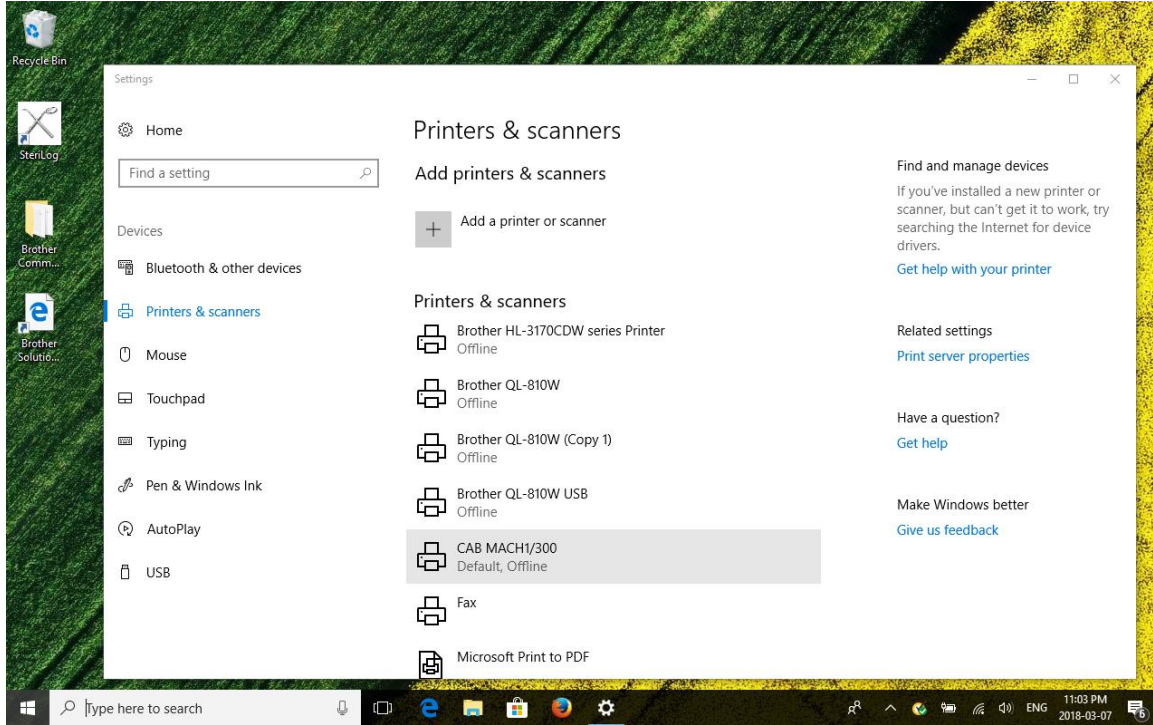 Recycle Bin
SteriLog
Brother
Comm...
Brother
Solutio...
Settings
Home
Find a setting
Devices
Bluetooth & other devices
Printers & scanners
Mouse
Touchpad
Typing
Pen & Windows Ink
AutoPlay
USB
Printers & scanners
Add printers & scanners
Add a printer or scanner
Printers & scanners
Brother HL-3170CDW series Printer
Offline
Brother QL-810W
Offline
Brother QL-810W (Copy 1)
Offline
Brother QL-810W USB
Offline
CAB MACH1/300
Default, Offline
Fax
Microsoft Print to PDF
Find and manage devices
If you've installed a new printer or
scanner, but can't get it to work, try
searching the Internet for device
drivers.
Get help with your printer
Related settings
Print server properties
Have a question?
Get help
Make Windows better
Give us feedback
Type here to search
ENG
11:03 PM
2018-03-07
6